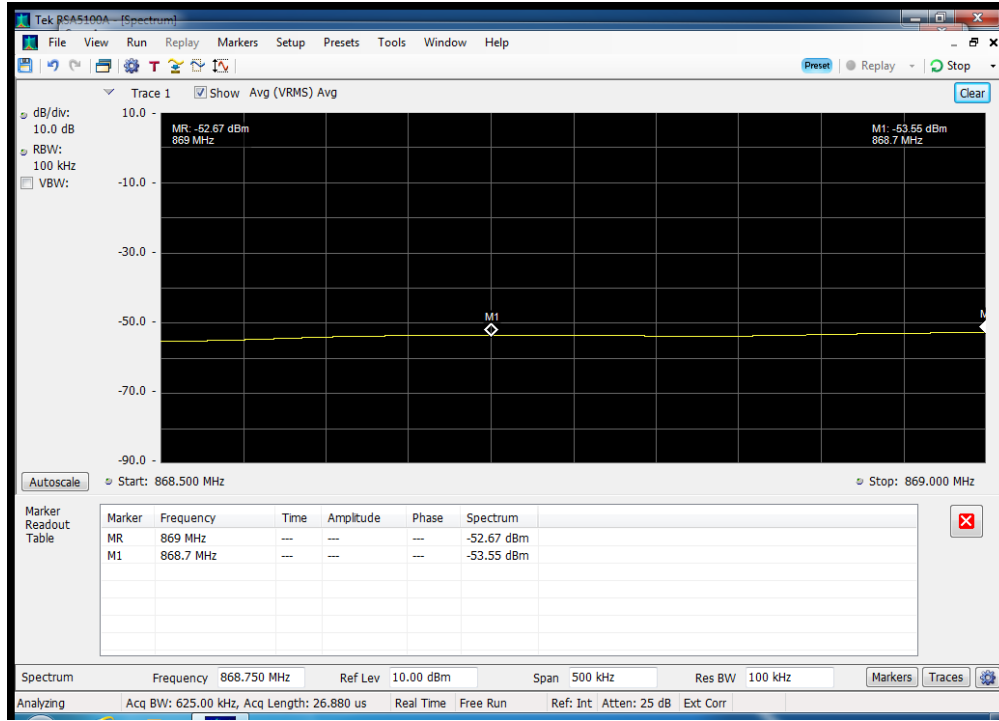 Tek RSA5100A - [Spectrum]
File View Run Replay Markers Setup Presets Tools Window Help
T Preset Replay Stop
Trace 1 Show Avg (VRMS) Avg Clear
dB/div:
10.0 dB
RBW:
100 kHz
VBW:
10.0 -
MR: -52.67 dBm
869 MHz
M1: -53.55 dBm
868.7 MHz
-10.0 -
-30.0 -
-50.0 -
M1
-70.0 -
-90.0 -
Autoscale Start: 868.500 MHz Stop: 869.000 MHz
Marker
Readout
Table
Marker Frequency Time Amplitude Phase Spectrum
MR 869 MHz --- --- --- -52.67 dBm
M1 868.7 MHz --- --- --- -53.55 dBm
Spectrum Frequency 868.750 MHz Ref Lev 10.00 dBm Span 500 kHz Res BW 100 kHz Markers Traces
Analyzing Acq BW: 625.00 kHz, Acq Length: 26.880 us Real Time Free Run Ref: Int Atten: 25 dB Ext Corr